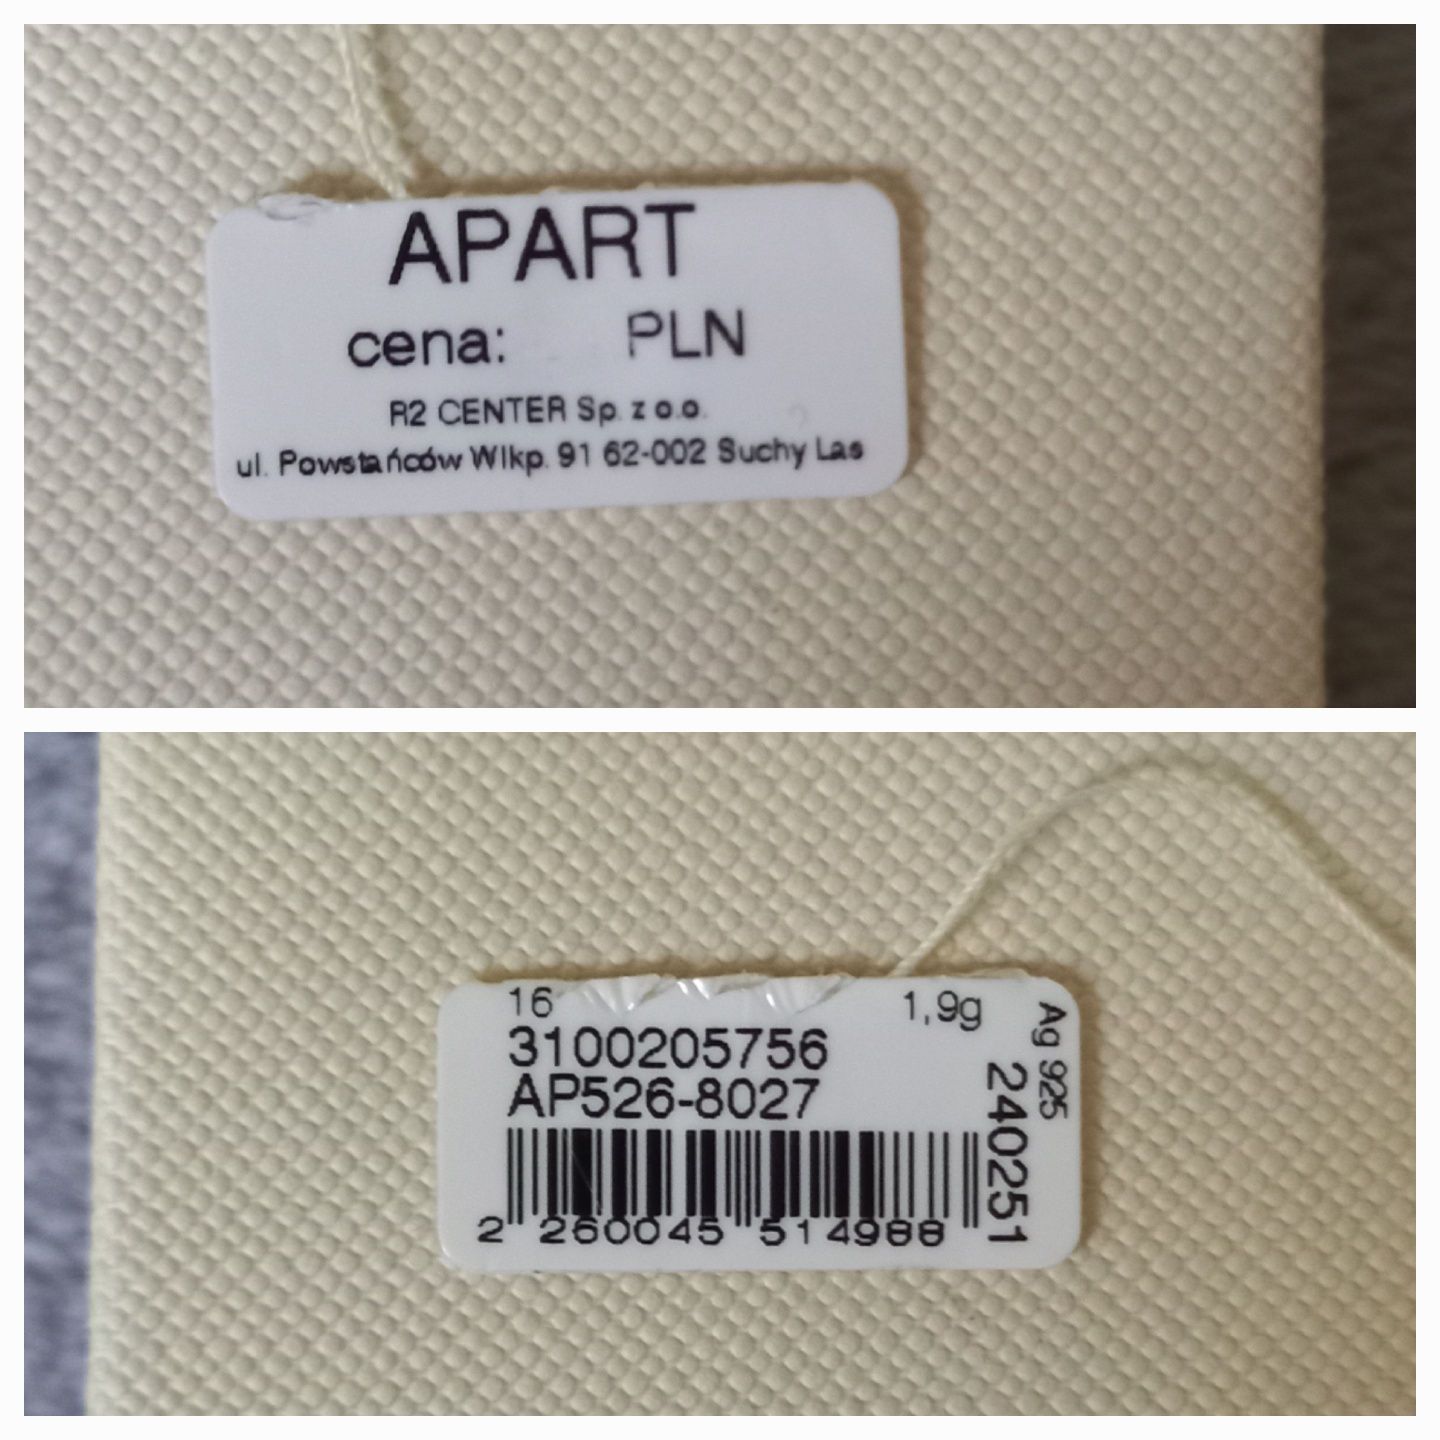 APART
cena: PLN
R2 CENTER Sp. z o.o.
ul. Powstańców Wlkp. 91 62-002 Suchy Las
16 1,9g
3100205756
AP526-8027
2 260045 514988
Ag 925
240251